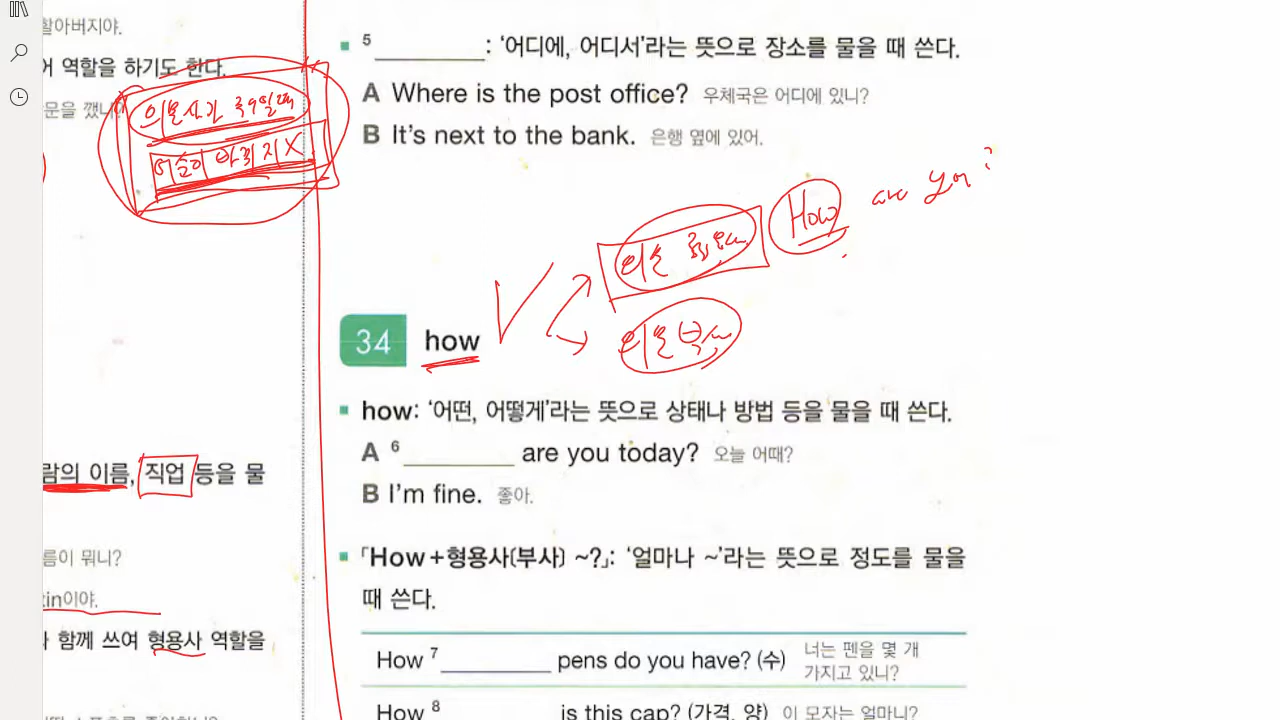 할아버지야.
어 역할을 하기도 한다.
문을 깼니?
의문사가 주어일때
어순이 바뀌지X
람의 이름, 직업 등을 물
름이 뭐니?
tin이야.
함께 쓰여 형용사 역할을
5 ________ : ‘어디에, 어디서’라는 뜻으로 장소를 물을 때 쓴다.
A Where is the post office? 우체국은 어디에 있니?
B It's next to the bank. 은행 옆에 있어.
How are you?
의문
34 how
의문부사
how: ‘어떤, 어떻게’라는 뜻으로 상태나 방법 등을 물을 때 쓴다.
A 6 ________ are you today? 오늘 어때?
B I'm fine. 좋아.
「How+형용사(부사) ~?」: ‘얼마나 ~’라는 뜻으로 정도를 물을
때 쓴다.
How 7 ________ pens do you have? (수) 너는 펜을 몇 개
가지고 있니?
How 8 ________ is this cap? (가격, 양) 이 모자는 얼마니?